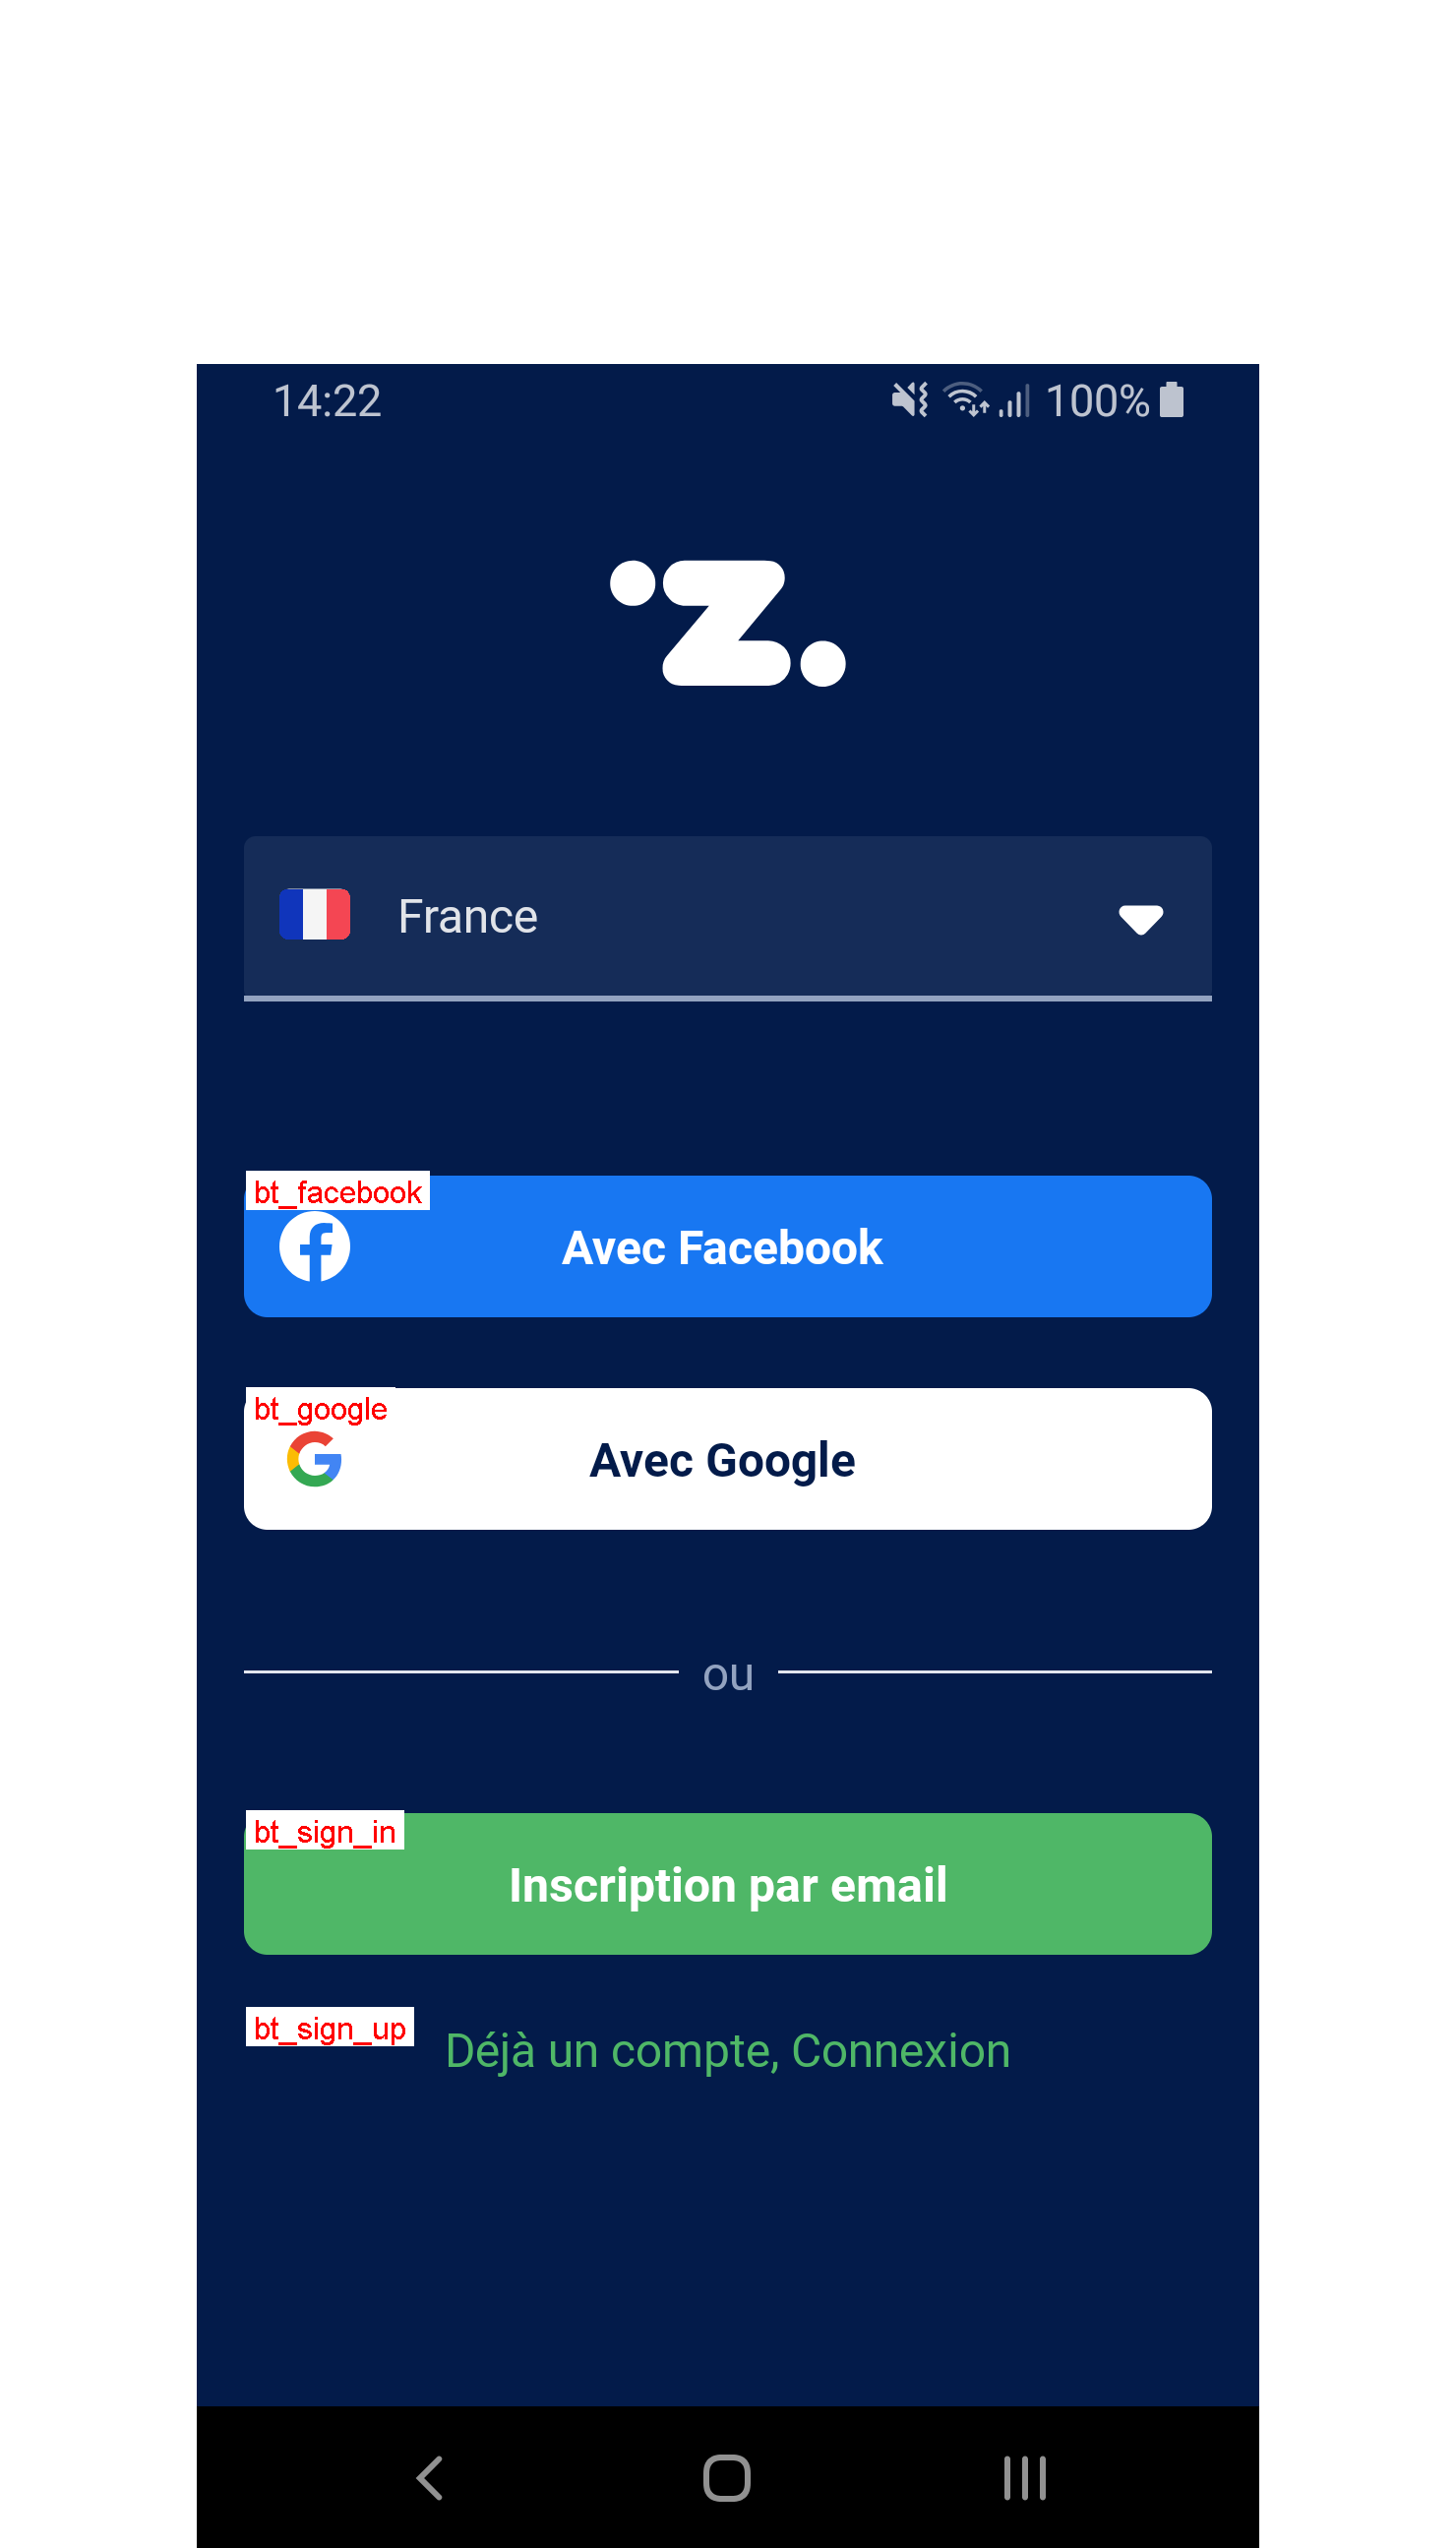 14:22 100%
z.
France
bt_facebook
Avec Facebook
bt_google
Avec Google
ou
bt_sign_in
Inscription par email
bt_sign_up
Déjà un compte, Connexion